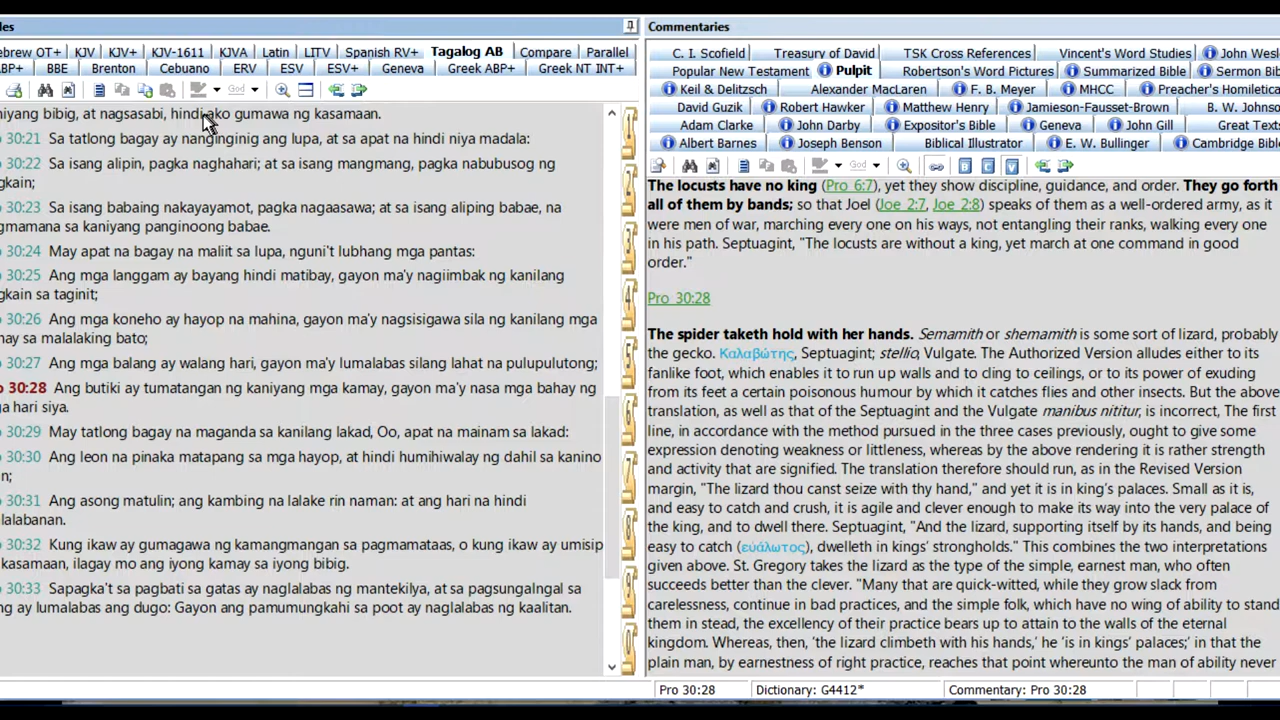 les
Commentaries
ebrew OT+ KJV KJV+ KJV-1611 KJVA Latin LITV Spanish RV+ Tagalog AB Compare Parallel
ABP+ BBE Brenton Cebuano ERV ESV ESV+ Geneva Greek ABP+ Greek NT INT+
niyang bibig, at nagsasabi, hindi ako gumawa ng kasamaan.
30:21 Sa tatlong bagay ay nanginginig ang lupa, at sa apat na hindi niya madala:
30:22 Sa isang alipin, pagka naghahari; at sa isang mangmang, pagka nabubusog ng
gkain;
30:23 Sa isang babaing nakayayamot, pagka nagaasawa; at sa isang aliping babae, na
gmamana sa kaniyang panginoong babae.
30:24 May apat na bagay na maliit sa lupa, nguni't lubhang mga pantas:
30:25 Ang mga langgam ay bayang hindi matibay, gayon ma'y nagiimbak ng kanilang
gkain sa taginit;
30:26 Ang mga koneho ay hayop na mahina, gayon ma'y nagsisigawa sila ng kanilang mga
hay sa malalaking bato;
30:27 Ang mga balang ay walang hari, gayon ma'y lumalabas silang lahat na pulupulutong;
o 30:28 Ang butiki ay tumatangan ng kaniyang mga kamay, gayon ma'y nasa mga bahay ng
ga hari siya.
30:29 May tatlong bagay na maganda sa kanilang lakad, Oo, apat na mainam sa lakad:
30:30 Ang leon na pinaka matapang sa mga hayop, at hindi humihiwalay ng dahil sa kanino
n;
30:31 Ang asong matulin; ang kambing na lalake rin naman: at ang hari na hindi
lalabanan.
30:32 Kung ikaw ay gumagawa ng kamangmangan sa pagmamataas, o kung ikaw ay umisip
kasamaan, ilagay mo ang iyong kamay sa iyong bibig.
30:33 Sapagka't sa pagbati sa gatas ay naglalabas ng mantekilya, at sa pagsungalngal sa
ng ay lumalabas ang dugo: Gayon ang pamumungkahi sa poot ay naglalabas ng kaalitan.
C. I. Scofield Treasury of David TSK Cross References Vincent's Word Studies John Wesl
Popular New Testament Pulpit Robertson's Word Pictures Summarized Bible Sermon Bib
Keil & Delitzsch Alexander MacLaren F. B. Meyer MHCC Preacher's Homiletica
David Guzik Robert Hawker Matthew Henry Jamieson-Fausset-Brown B. W. Johnso
Adam Clarke John Darby Expositor's Bible Geneva John Gill Great Texts
Albert Barnes Joseph Benson Biblical Illustrator E. W. Bullinger Cambridge Bibl
The locusts have no king (Pro_6:7), yet they show discipline, guidance, and order. They go forth
all of them by bands; so that Joel (Joe_2:7, Joe_2:8) speaks of them as a well-ordered army, as it
were men of war, marching every one on his ways, not entangling their ranks, walking every one
in his path. Septuagint, "The locusts are without a king, yet march at one command in good
order."
Pro_30:28
The spider taketh hold with her hands. Semamith or shemamith is some sort of lizard, probably
the gecko. Καλαβώτης, Septuagint; stellio, Vulgate. The Authorized Version alludes either to its
fanlike foot, which enables it to run up walls and to cling to ceilings, or to its power of exuding
from its feet a certain poisonous humour by which it catches flies and other insects. But the above
translation, as well as that of the Septuagint and the Vulgate manibus nititur, is incorrect, The first
line, in accordance with the method pursued in the three cases previously, ought to give some
expression denoting weakness or littleness, whereas by the above rendering it is rather strength
and activity that are signified. The translation therefore should run, as in the Revised Version
margin, "The lizard thou canst seize with thy hand," and yet it is in king's palaces. Small as it is,
and easy to catch and crush, it is agile and clever enough to make its way into the very palace of
the king, and to dwell there. Septuagint, "And the lizard, supporting itself by its hands, and being
easy to catch (εὐάλωτος), dwelleth in kings' strongholds." This combines the two interpretations
given above. St. Gregory takes the lizard as the type of the simple, earnest man, who often
succeeds better than the clever. "Many that are quick-witted, while they grow slack from
carelessness, continue in bad practices, and the simple folk, which have no wing of ability to stand
them in stead, the excellency of their practice bears up to attain to the walls of the eternal
kingdom. Whereas, then, 'the lizard climbeth with his hands,' he 'is in kings' palaces;' in that the
plain man, by earnestness of right practice, reaches that point whereunto the man of ability never
Pro 30:28 Dictionary: G4412* Commentary: Pro 30:28